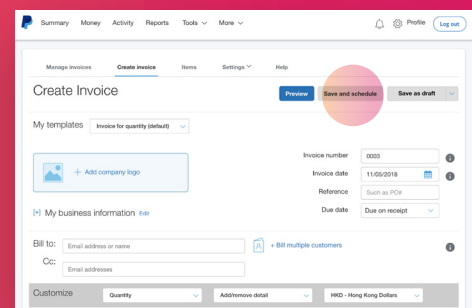 Summary Money Activity Reports Tools More Profile Log out
Manage invoices Create invoice Items Settings Help
Create Invoice
Preview Save and schedule Save as draft
My templates Invoice for quantity (default)
Invoice number 0003
+ Add company logo
Invoice date 11/05/2018
Reference Such as PO#
My business information Edit
Due date Due on receipt
Bill to: Email address or name + Bill multiple customers
Cc: Email addresses
Customize Quantity Add/remove detail HKD - Hong Kong Dollars